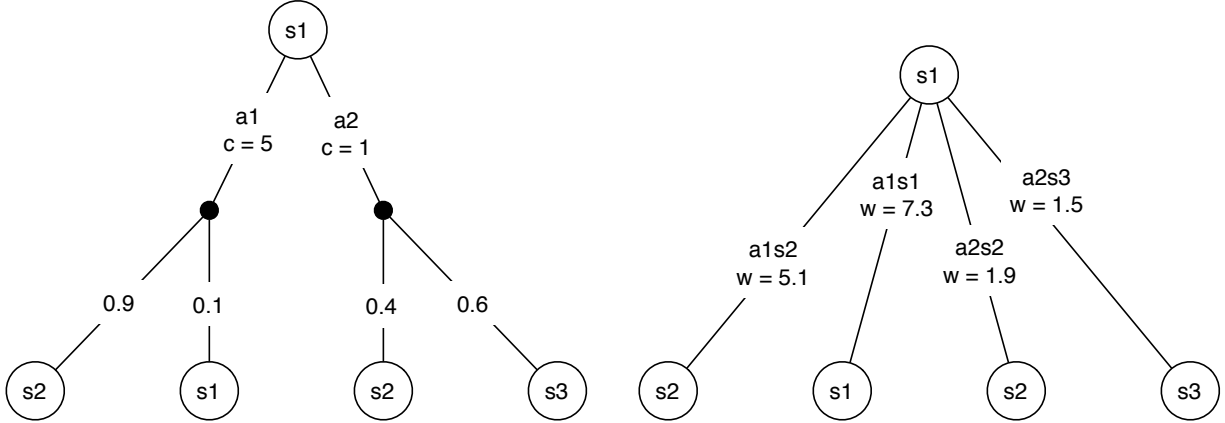 s1
a1
c = 5
a2
c = 1
0.9
0.1
0.4
0.6
s2
s1
s2
s3
s1
a1s2
w = 5.1
a1s1
w = 7.3
a2s2
w = 1.9
a2s3
w = 1.5
s2
s1
s2
s3